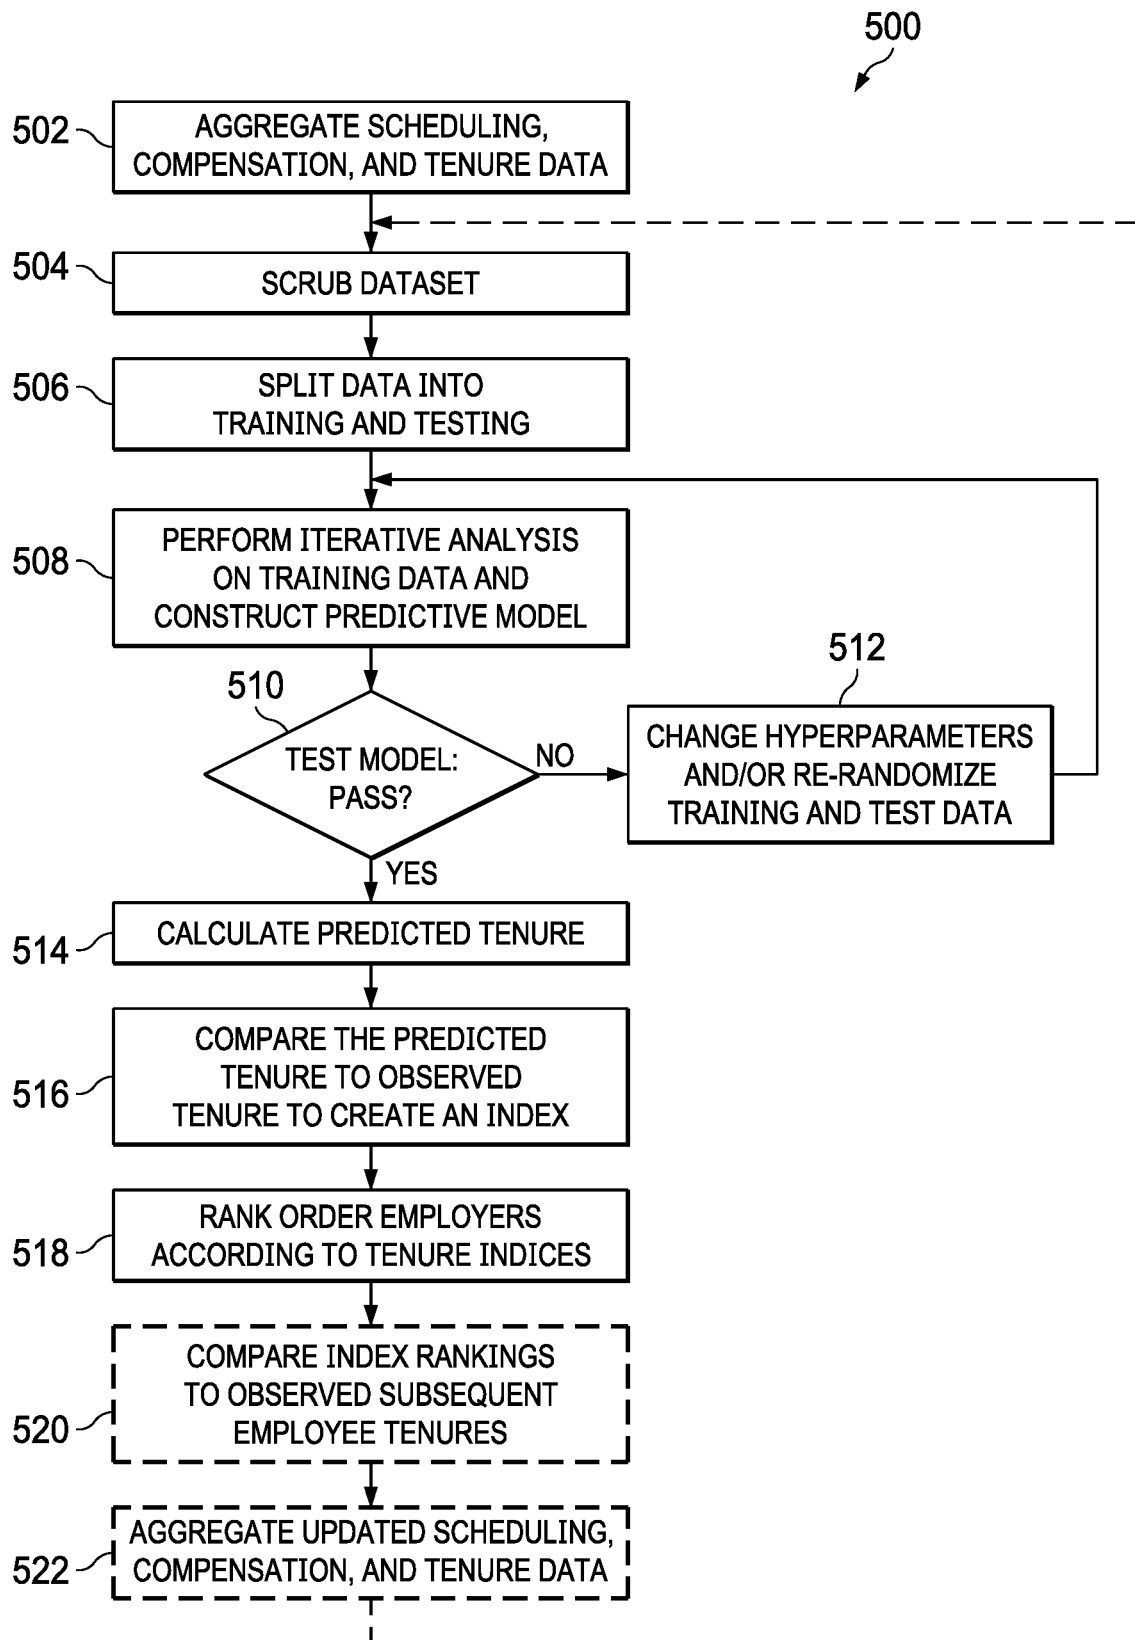 500
502
AGGREGATE SCHEDULING,
COMPENSATION, AND TENURE DATA
504
SCRUB DATASET
506
SPLIT DATA INTO
TRAINING AND TESTING
508
PERFORM ITERATIVE ANALYSIS
ON TRAINING DATA AND
CONSTRUCT PREDICTIVE MODEL
510
TEST MODEL:
PASS?
NO
512
CHANGE HYPERPARAMETERS
AND/OR RE-RANDOMIZE
TRAINING AND TEST DATA
YES
514
CALCULATE PREDICTED TENURE
516
COMPARE THE PREDICTED
TENURE TO OBSERVED
TENURE TO CREATE AN INDEX
518
RANK ORDER EMPLOYERS
ACCORDING TO TENURE INDICES
520
COMPARE INDEX RANKINGS
TO OBSERVED SUBSEQUENT
EMPLOYEE TENURES
522
AGGREGATE UPDATED SCHEDULING,
COMPENSATION, AND TENURE DATA